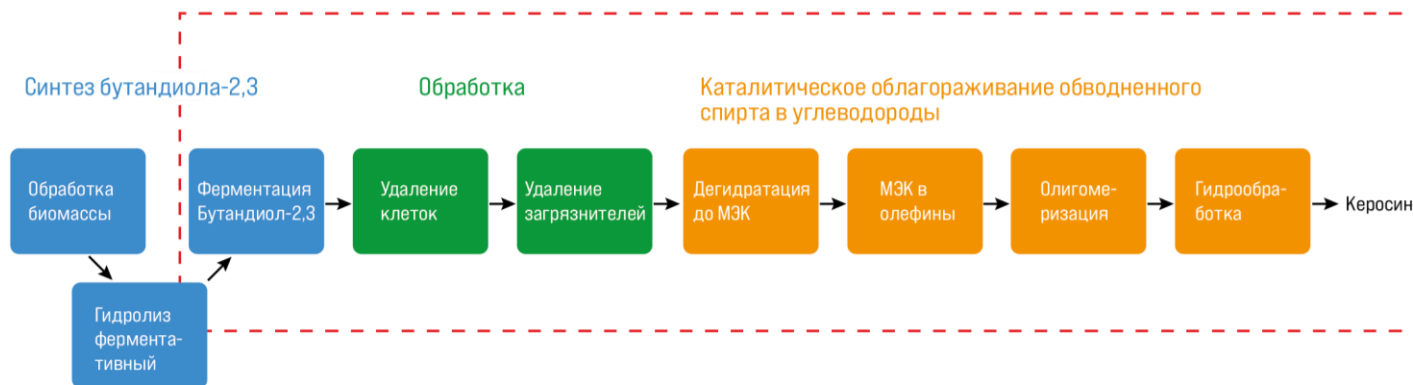 Синтез бутандиола-2,3
Обработка
Каталитическое облагораживание обводненного
спирта в углеводороды
Обработка
биомассы
Гидролиз
фермента-
тивный
Ферментация
Бутандиол-2,3
Удаление
клеток
Удаление
загрязнителей
Дегидратация
до МЭК
МЭК в
олефины
Олигоме-
ризация
Гидрообра-
ботка
Керосин